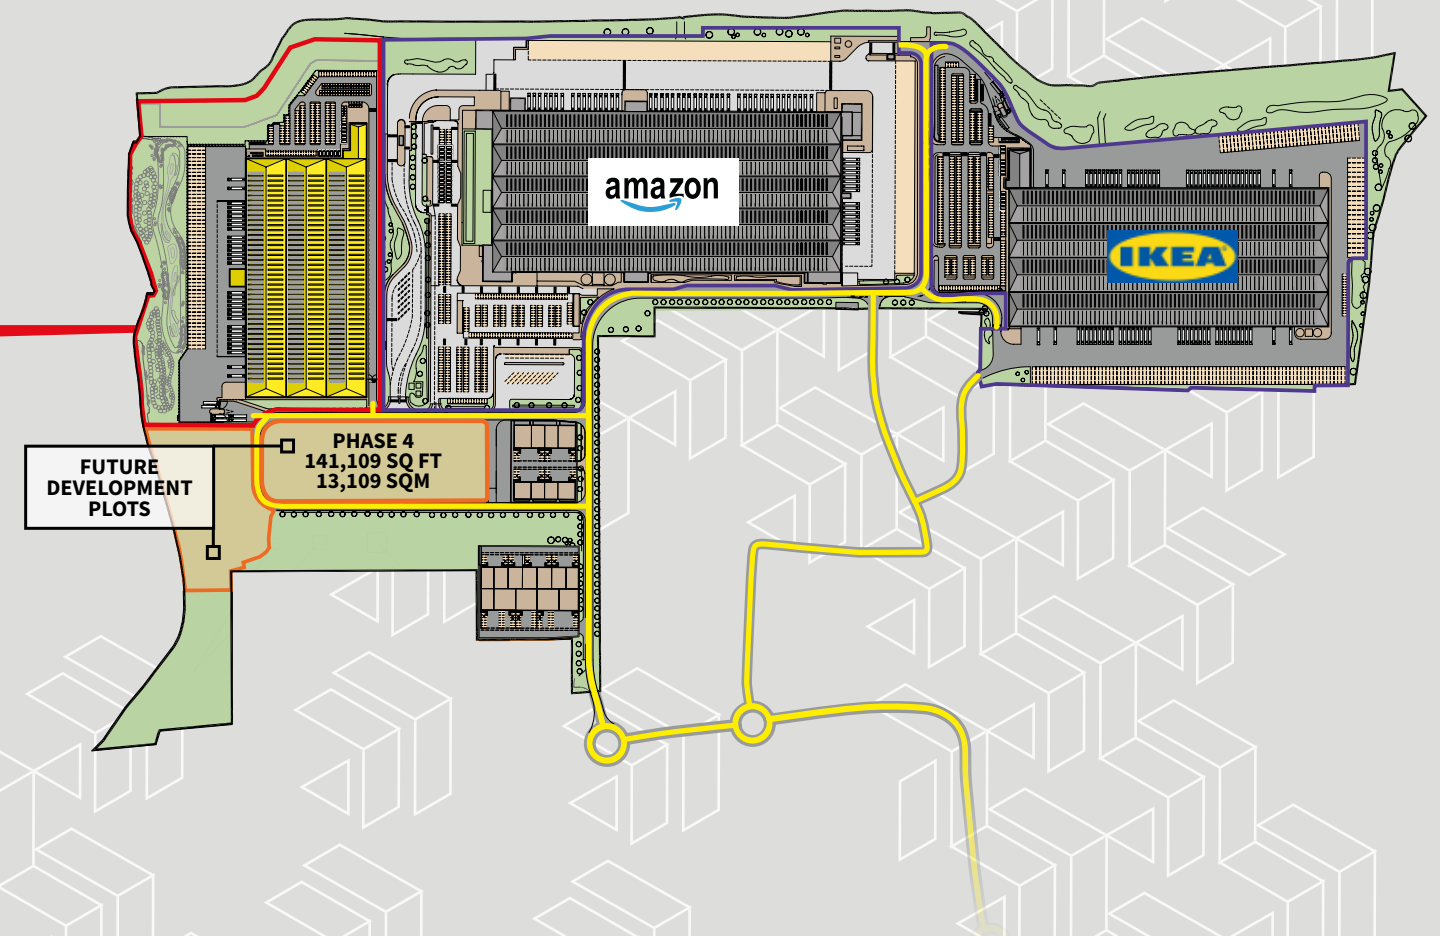 amazon
IKEA
PHASE 4
141,109 SQ FT
13,109 SQM
FUTURE
DEVELOPMENT
PLOTS